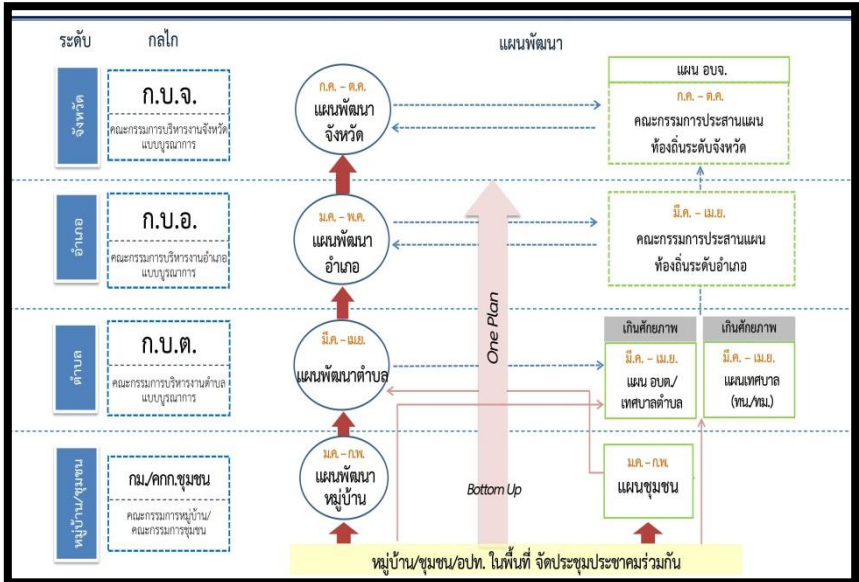 ระดับ
กลไก
แผนพัฒนา
จังหวัด
ก.บ.จ.
คณะกรรมการบริหารงานจังหวัด
แบบบูรณาการ
ก.ค. – ต.ค.
แผนพัฒนา
จังหวัด
แผน อบจ.
ก.ค. – ต.ค.
คณะกรรมการประสานแผน
ท้องถิ่นระดับจังหวัด
อำเภอ
ก.บ.อ.
คณะกรรมการบริหารงานอำเภอ
แบบบูรณาการ
ม.ค. – พ.ค.
แผนพัฒนา
อำเภอ
One Plan
มี.ค. – เม.ย.
คณะกรรมการประสานแผน
ท้องถิ่นระดับอำเภอ
ตำบล
ก.บ.ต.
คณะกรรมการบริหารงานตำบล
แบบบูรณาการ
มี.ค. – เม.ย.
แผนพัฒนาตำบล
เกินศักยภาพ
มี.ค. – เม.ย.
แผน อบต./
เทศบาลตำบล
เกินศักยภาพ
มี.ค. – เม.ย.
แผนเทศบาล
(ทน./ทม.)
หมู่บ้าน/ชุมชน
กม./คกก.ชุมชน
คณะกรรมการหมู่บ้าน/
คณะกรรมการชุมชน
ม.ค. – ก.พ.
แผนพัฒนา
หมู่บ้าน
Bottom Up
ม.ค. – ก.พ.
แผนชุมชน
หมู่บ้าน/ชุมชน/อปท. ในพื้นที่ จัดประชุมประชาคมร่วมกัน